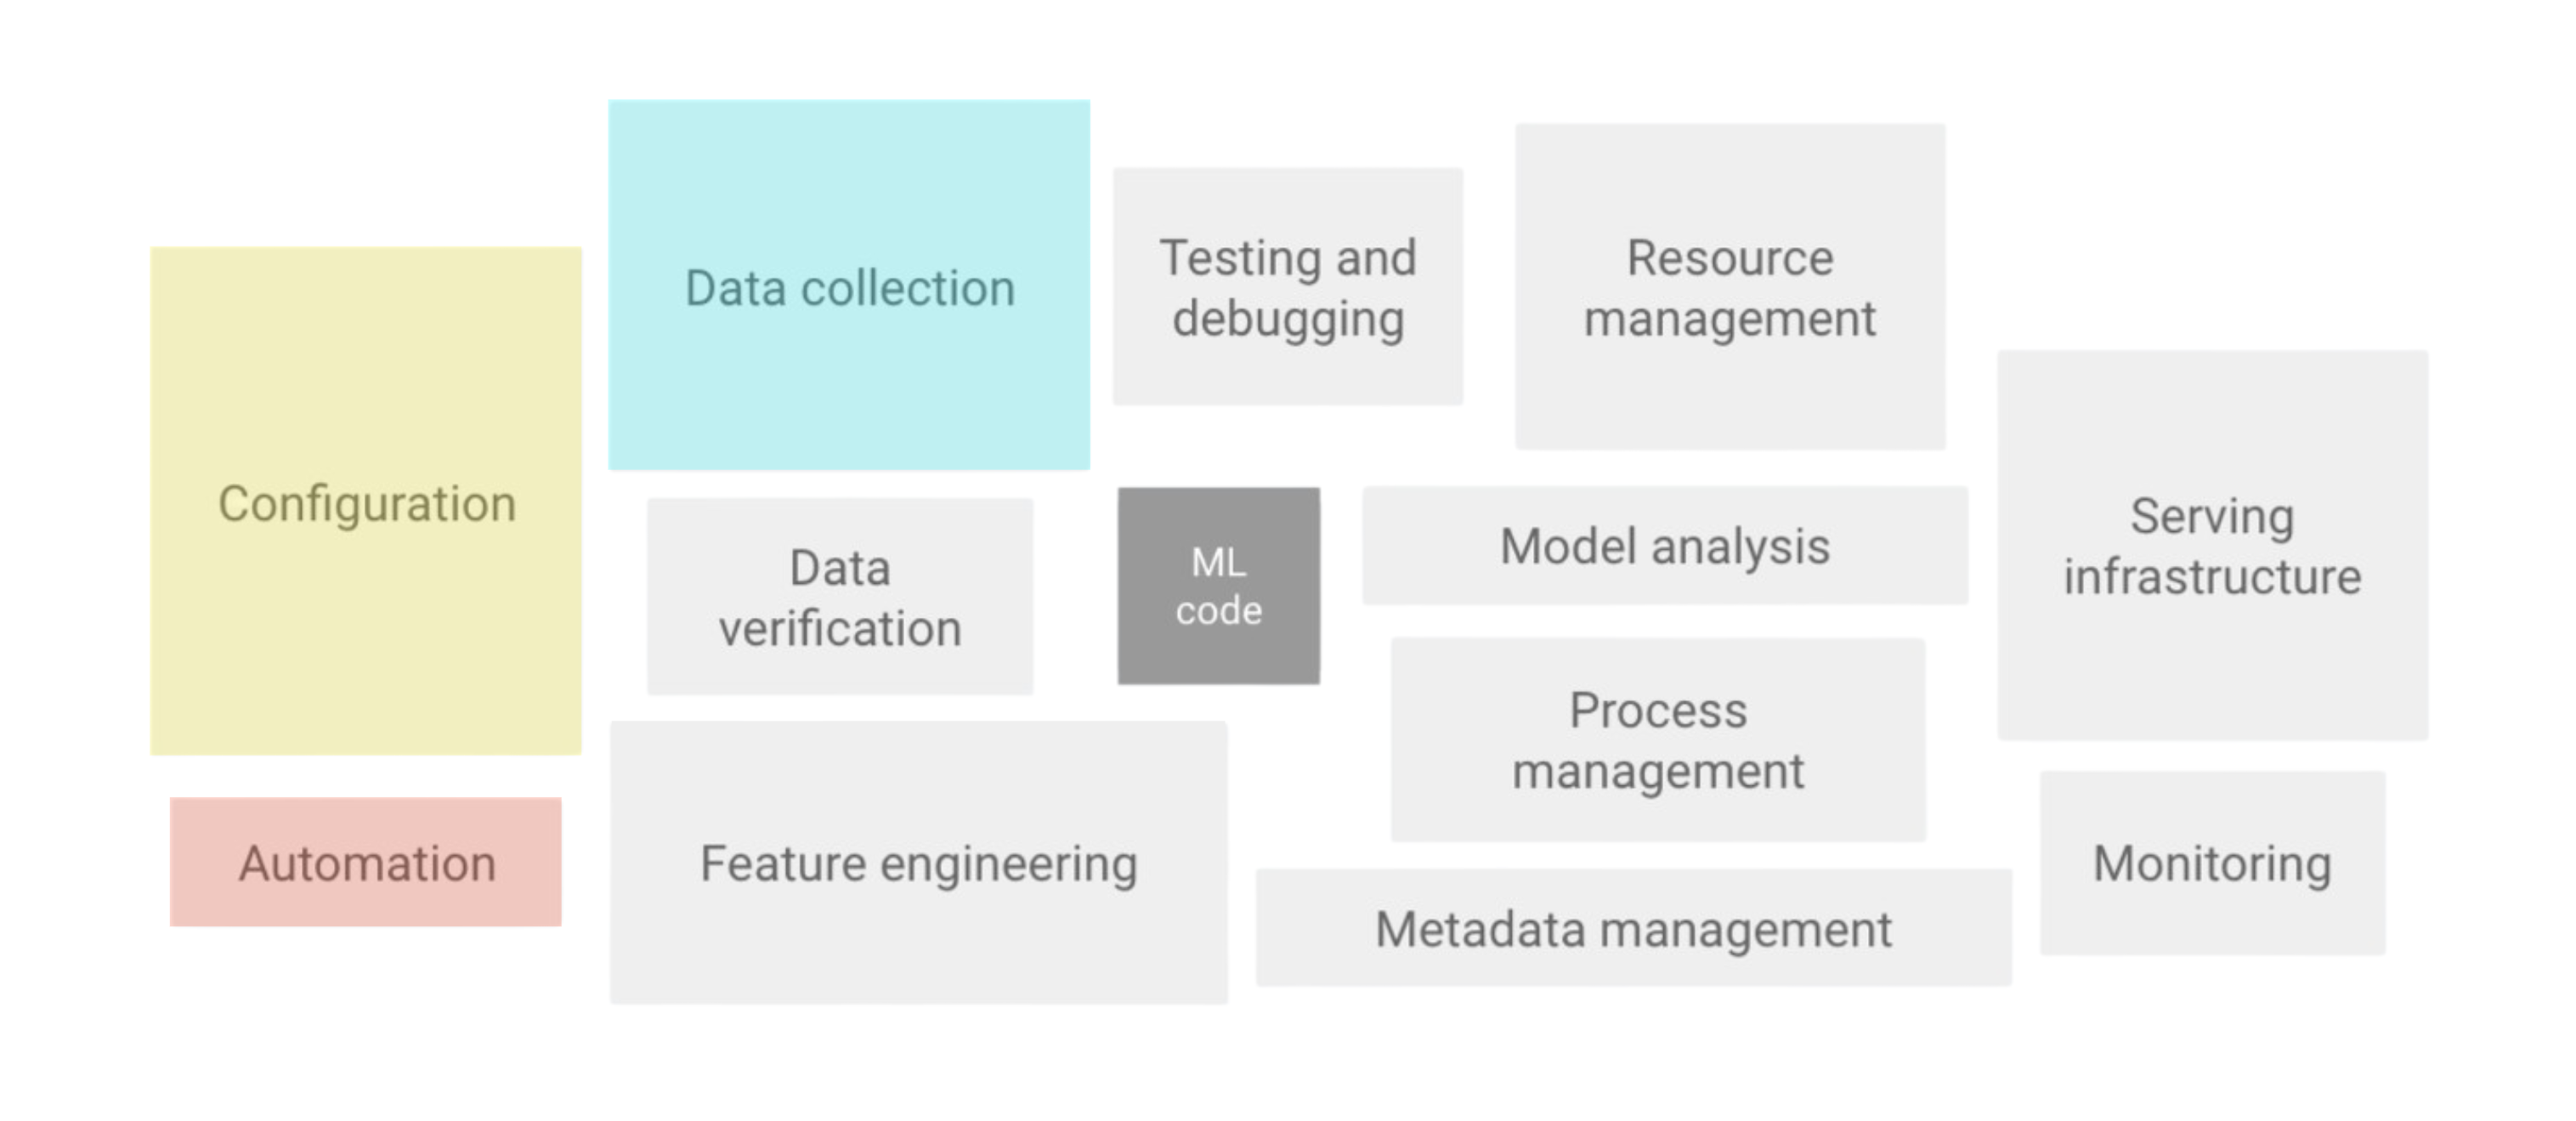 Configuration
Automation
Data collection
Data
verification
Feature engineering
Testing and
debugging
ML
code
Resource
management
Model analysis
Process
management
Metadata management
Serving
infrastructure
Monitoring